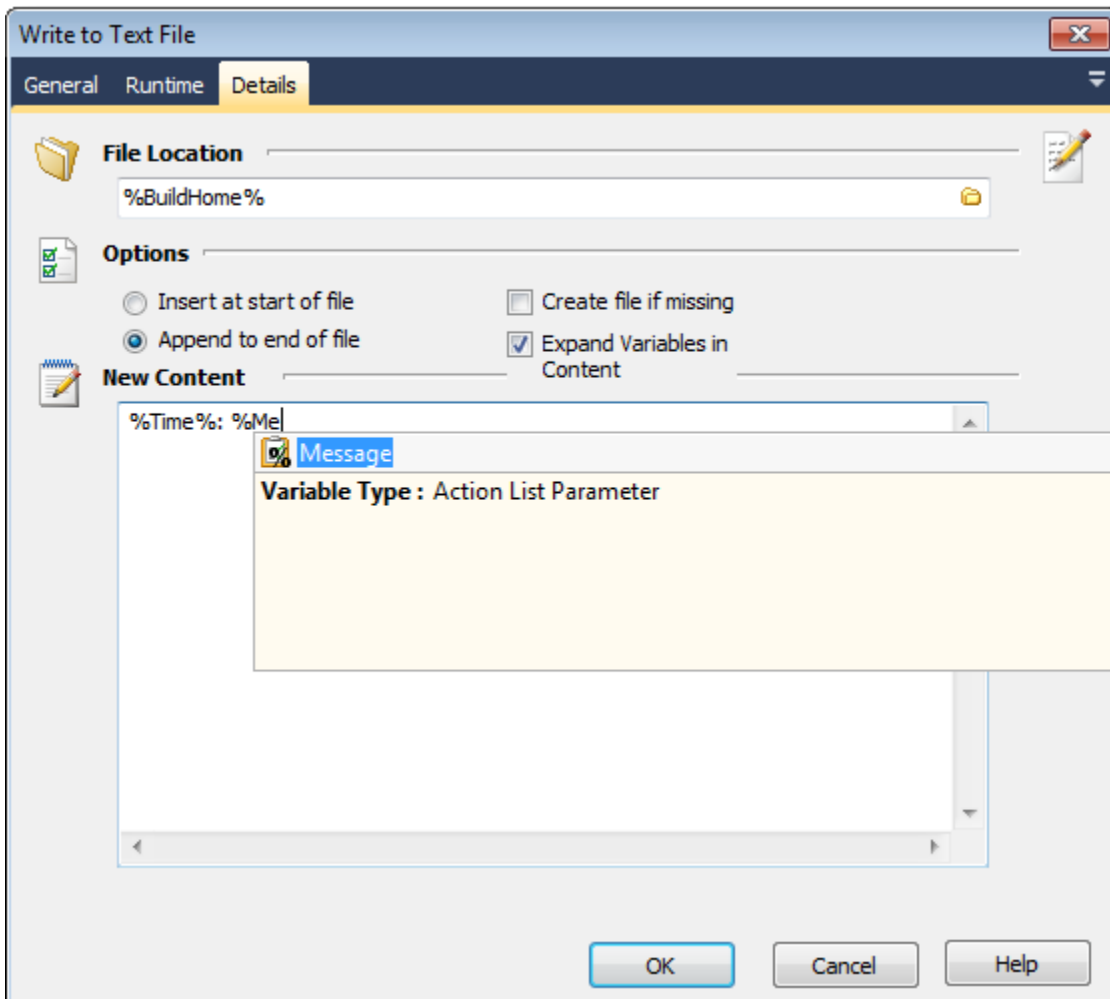 Write to Text File
General Runtime Details
File Location
%BuildHome%
Options
Insert at start of file Create file if missing
Append to end of file Expand Variables in
Content
New Content
%Time%: %Me
Message
Variable Type : Action List Parameter
OK Cancel Help